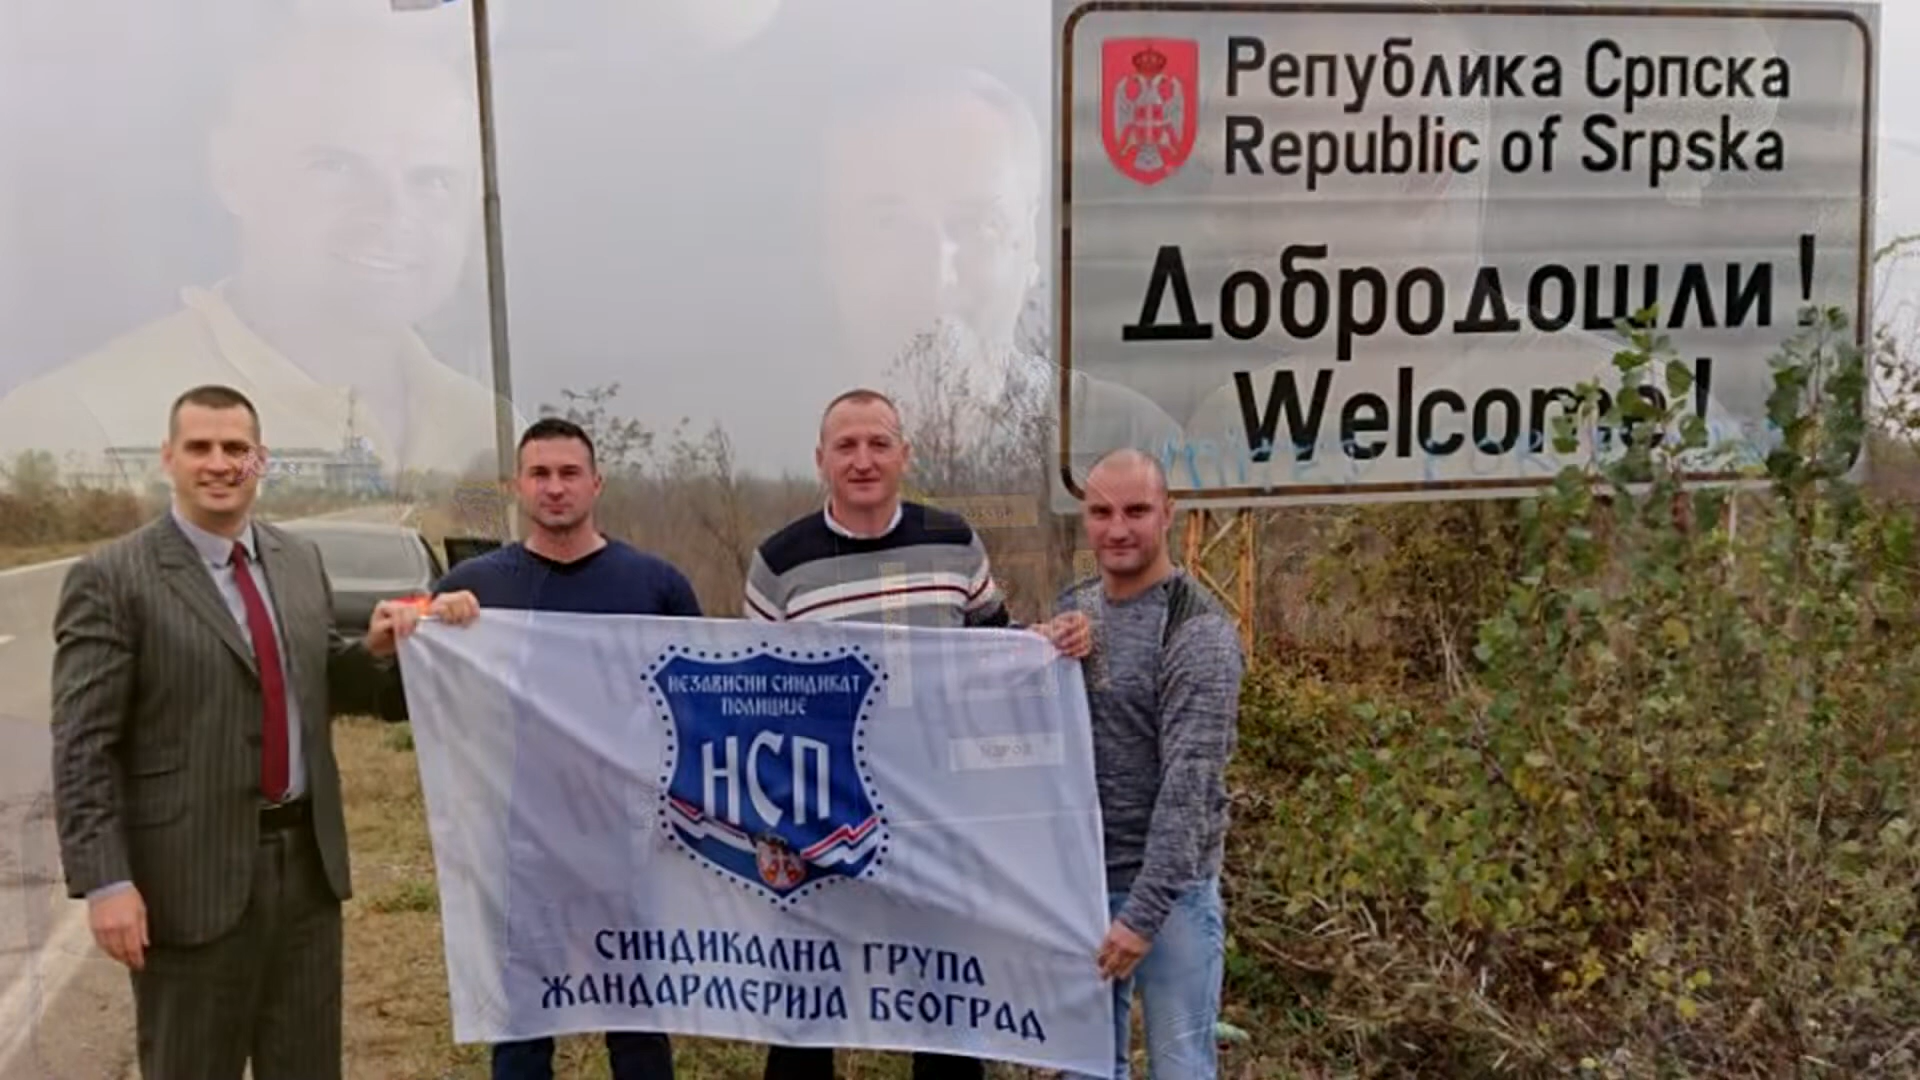 Република Српска
Republic of Srpska
Добродошли!
Welcome!
НЕЗАВИСНИ СИНДИКАТ
ПОЛИЦИЈЕ
НСП
СИНДИКАЛНА ГРУПА
ЖАНДАРМЕРИЈА БЕОГРАД